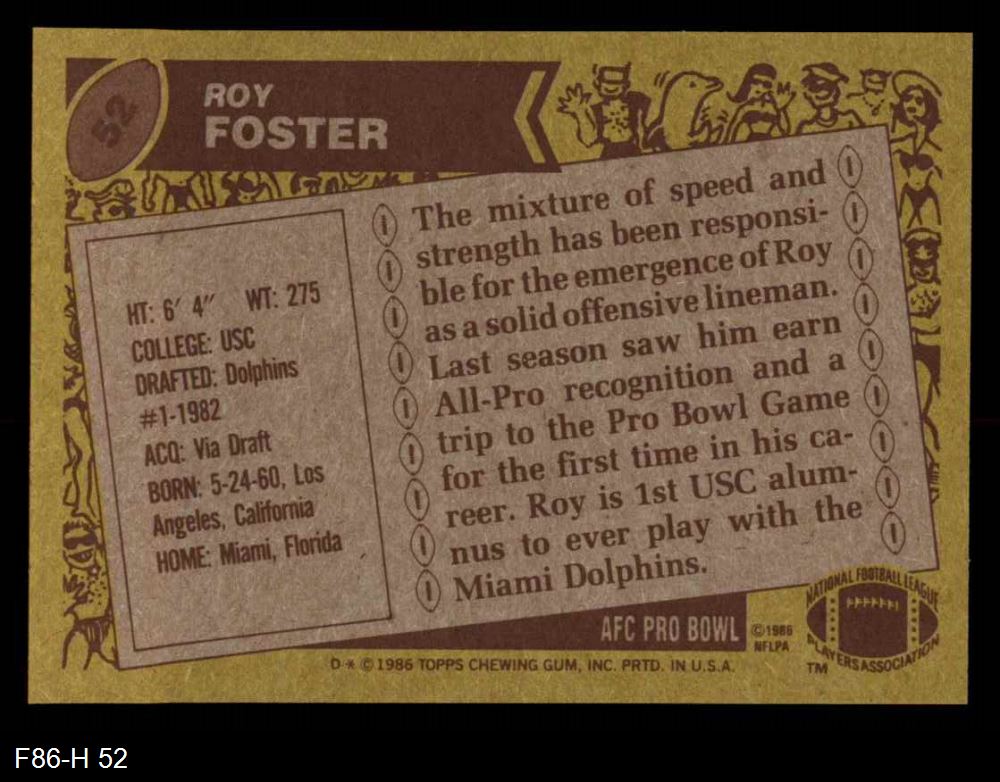 52
ROY
FOSTER
HT: 6′ 4″ WT: 275
COLLEGE: USC
DRAFTED: Dolphins
#1-1982
ACQ: Via Draft
BORN: 5-24-60, Los
Angeles, California
HOME: Miami, Florida
The mixture of speed and
strength has been responsi-
ble for the emergence of Roy
as a solid offensive lineman.
Last season saw him earn
All-Pro recognition and a
trip to the Pro Bowl Game
for the first time in his ca-
reer. Roy is 1st USC alum-
nus to ever play with the
Miami Dolphins.
AFC PRO BOWL
©1986
NFLPA
NATIONAL FOOTBALL LEAGUE
PLAYERS ASSOCIATION
TM
D * © 1986 TOPPS CHEWING GUM, INC. PRTD. IN U.S.A.
F86-H 52